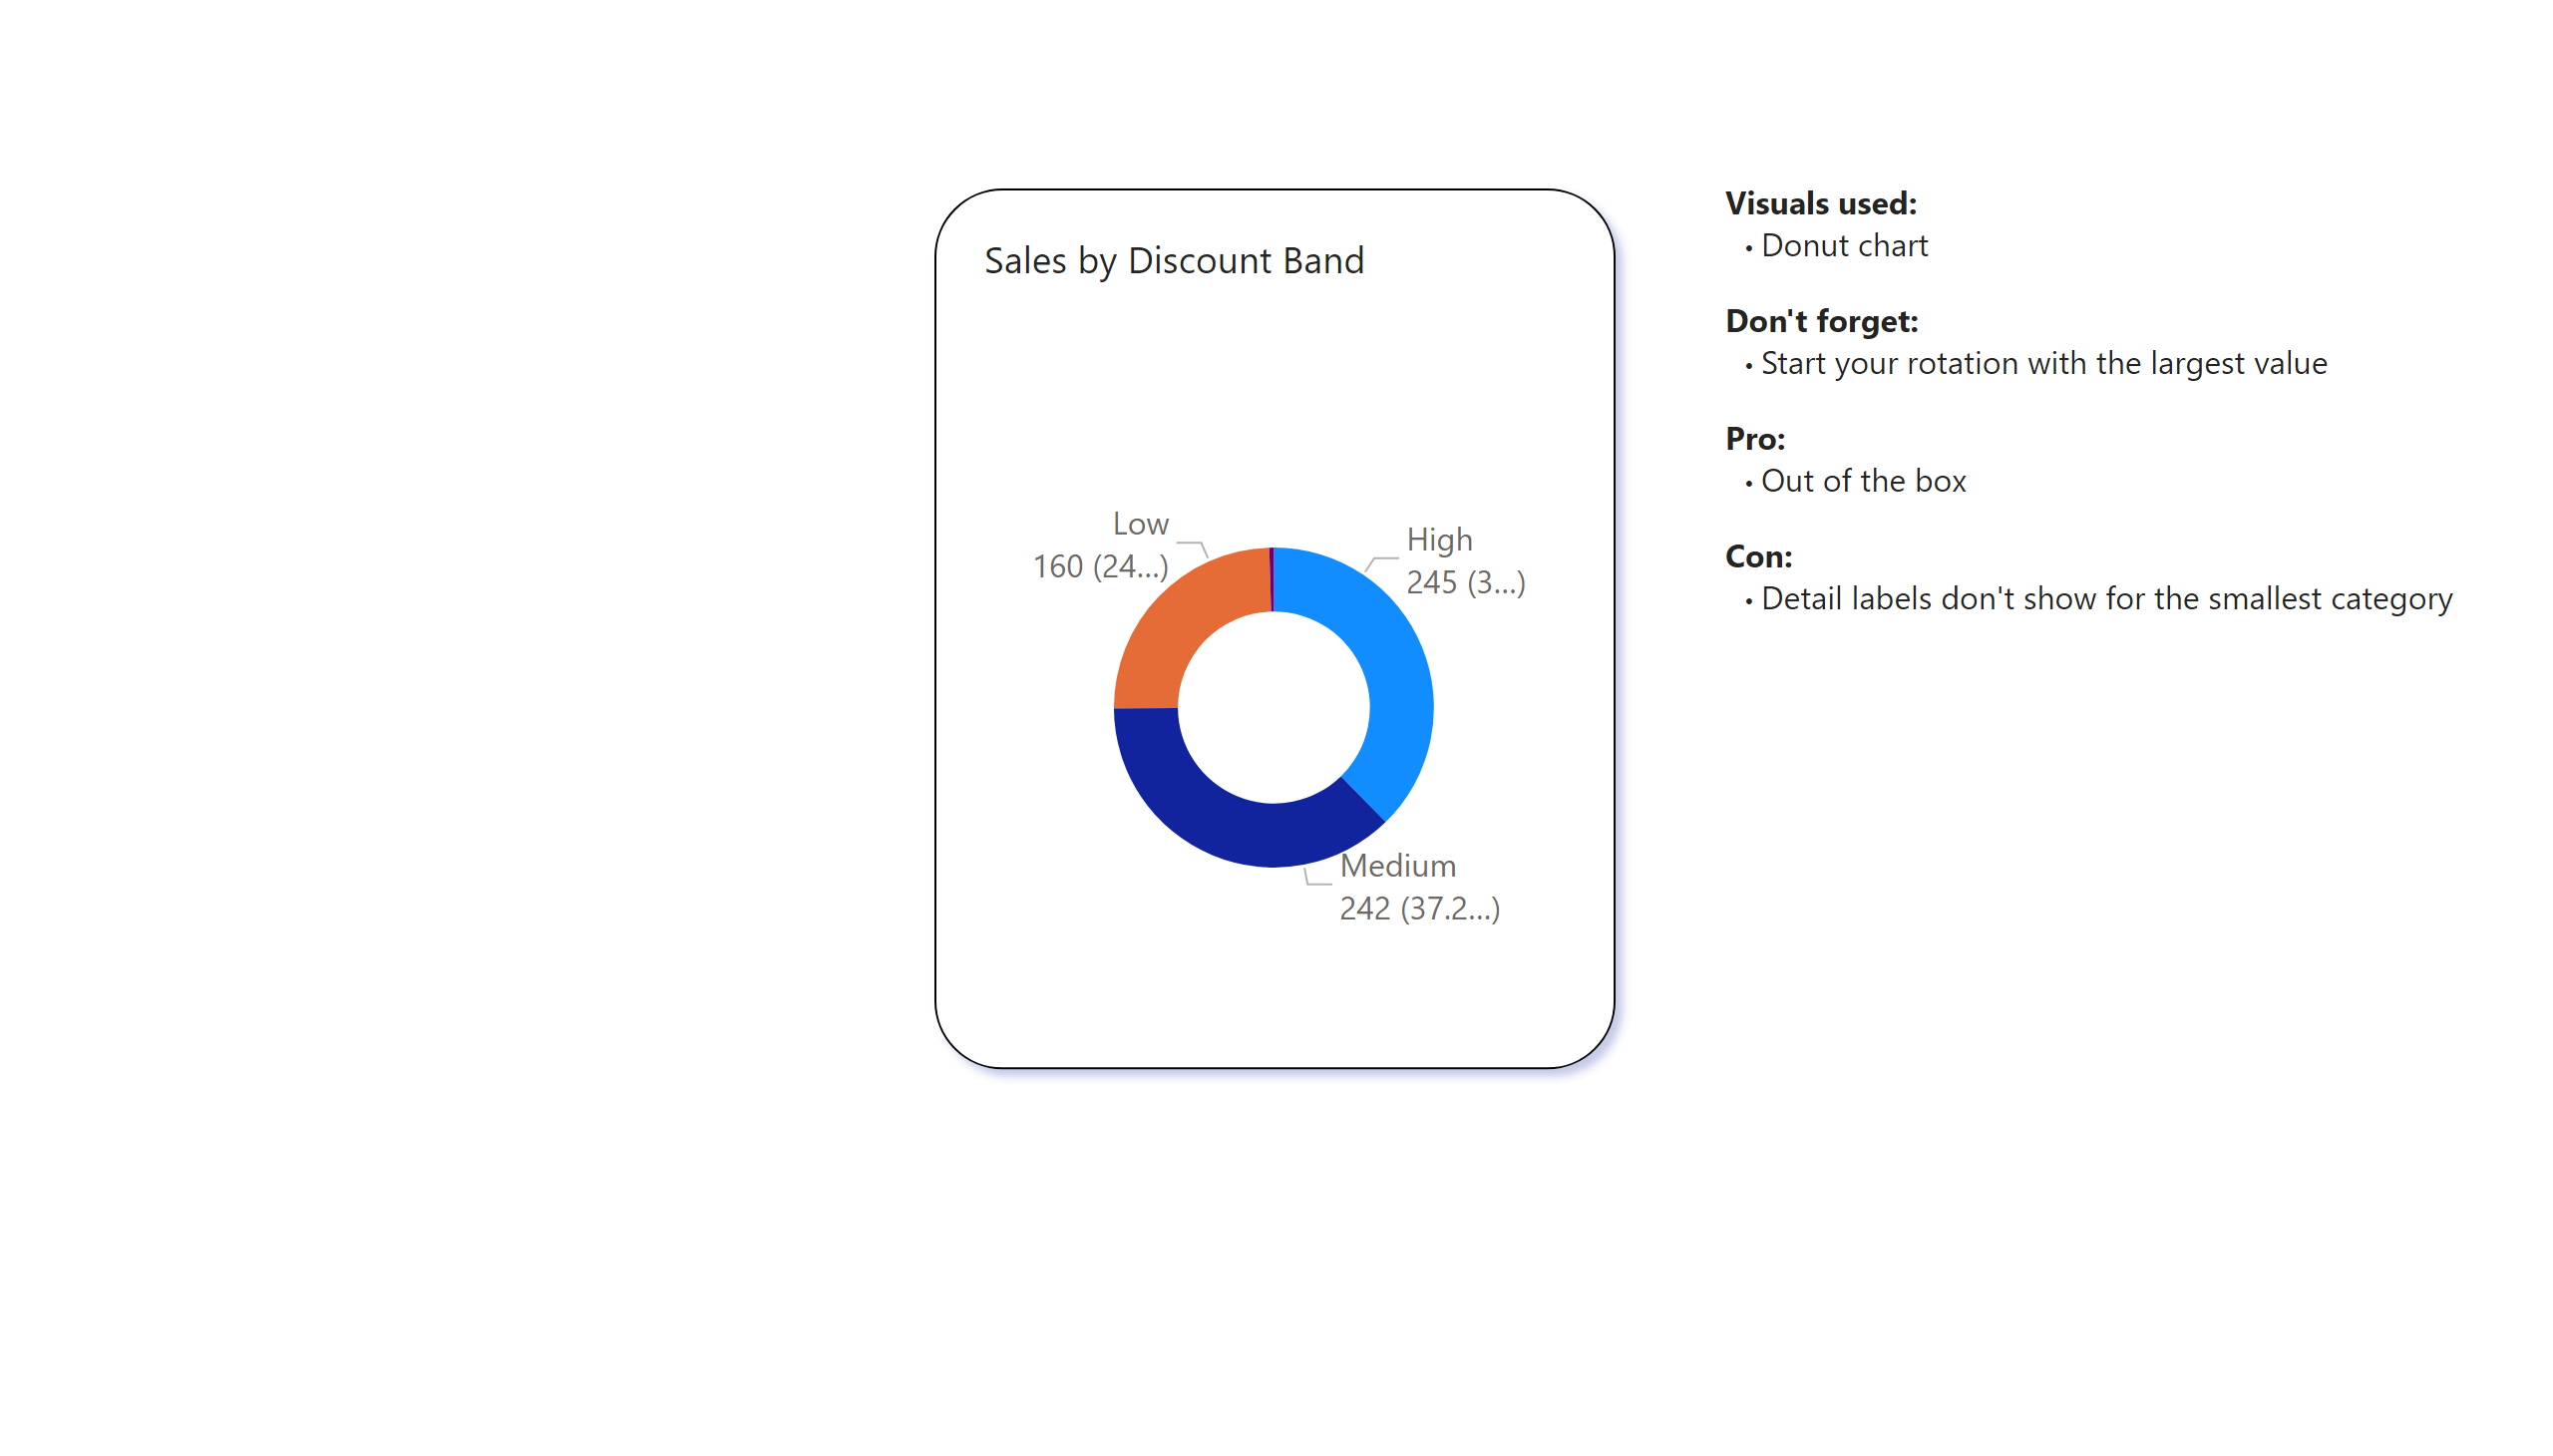 Sales by Discount Band
Low
160 (24...)
High
245 (3...)
Medium
242 (37.2...)
Visuals used:
• Donut chart
Don't forget:
• Start your rotation with the largest value
Pro:
• Out of the box
Con:
• Detail labels don't show for the smallest category